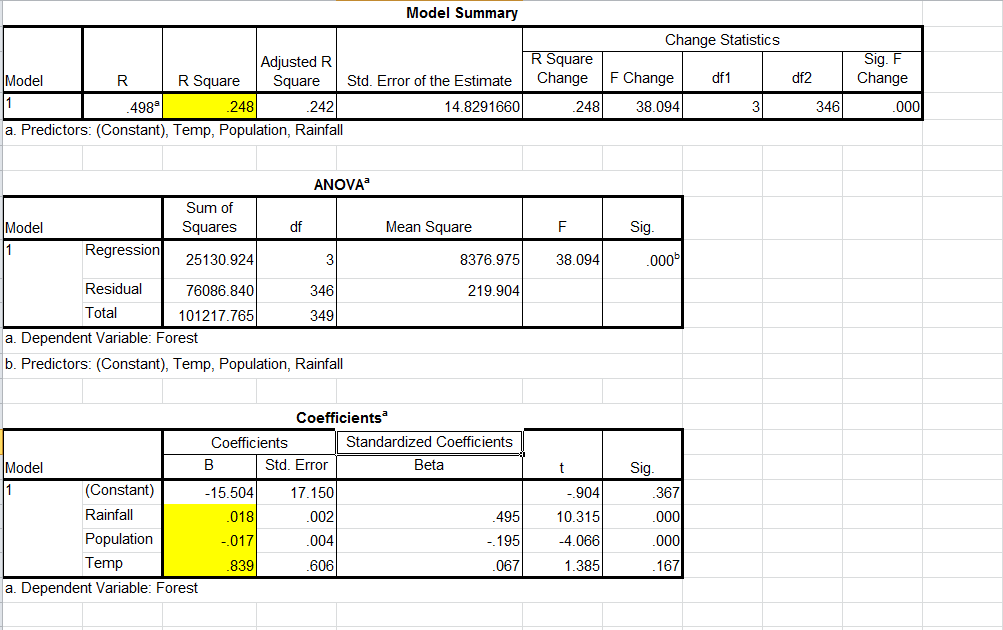 Model Summary
Model R R Square Adjusted R Square Std. Error of the Estimate Change Statistics
R Square Change F Change df1 df2 Sig. F Change
1 .498a .248 .242 14.8291660 .248 38.094 3 346 .000
a. Predictors: (Constant), Temp, Population, Rainfall
ANOVAa
Model Sum of Squares df Mean Square F Sig.
1 Regression 25130.924 3 8376.975 38.094 .000b
Residual 76086.840 346 219.904
Total 101217.765 349
a. Dependent Variable: Forest
b. Predictors: (Constant), Temp, Population, Rainfall
Coefficientsa
Model Coefficients Standardized Coefficients t Sig.
B Std. Error Beta
1 (Constant) -15.504 17.150 -.904 .367
Rainfall .018 .002 .495 10.315 .000
Population -.017 .004 -.195 -4.066 .000
Temp .839 .606 .067 1.385 .167
a. Dependent Variable: Forest